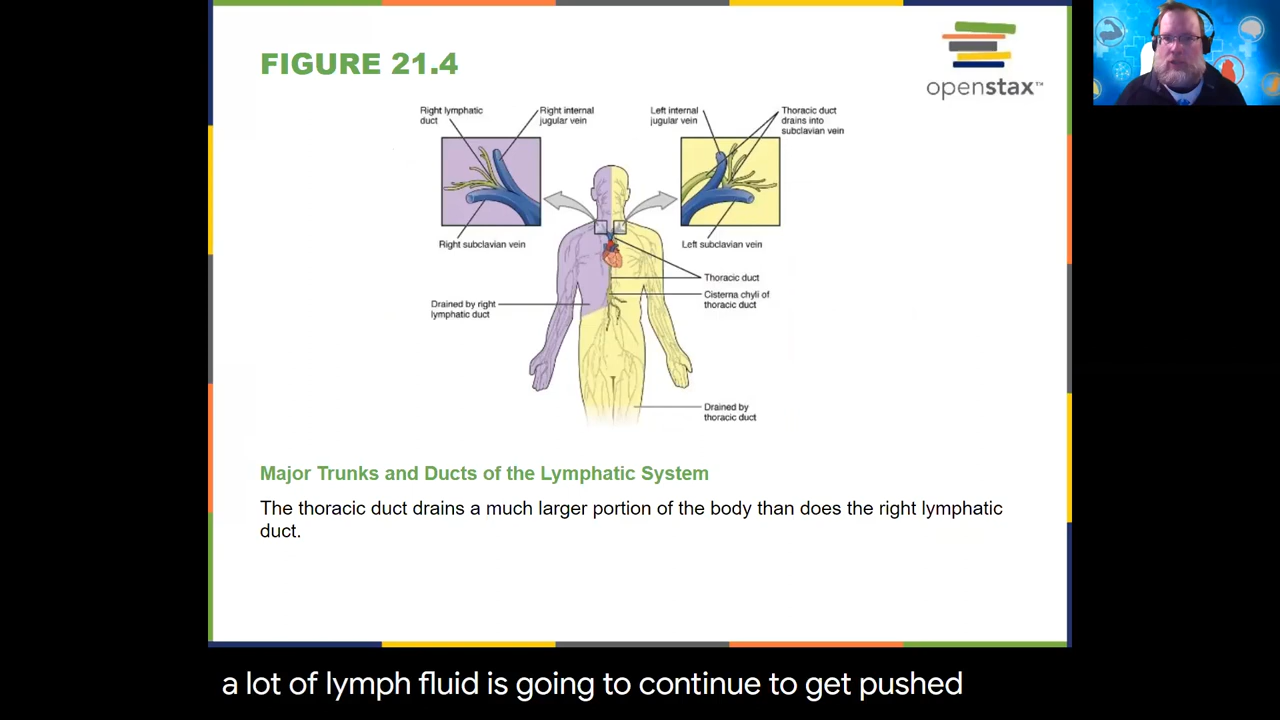 FIGURE 21.4
openstax™
Right lymphatic
duct
Right internal
jugular vein
Left internal
jugular vein
Thoracic duct
drains into
subclavian vein
Right subclavian vein
Left subclavian vein
Thoracic duct
Cisterna chyli of
thoracic duct
Drained by right
lymphatic duct
Drained by
thoracic duct
Major Trunks and Ducts of the Lymphatic System
The thoracic duct drains a much larger portion of the body than does the right lymphatic
duct.
a lot of lymph fluid is going to continue to get pushed